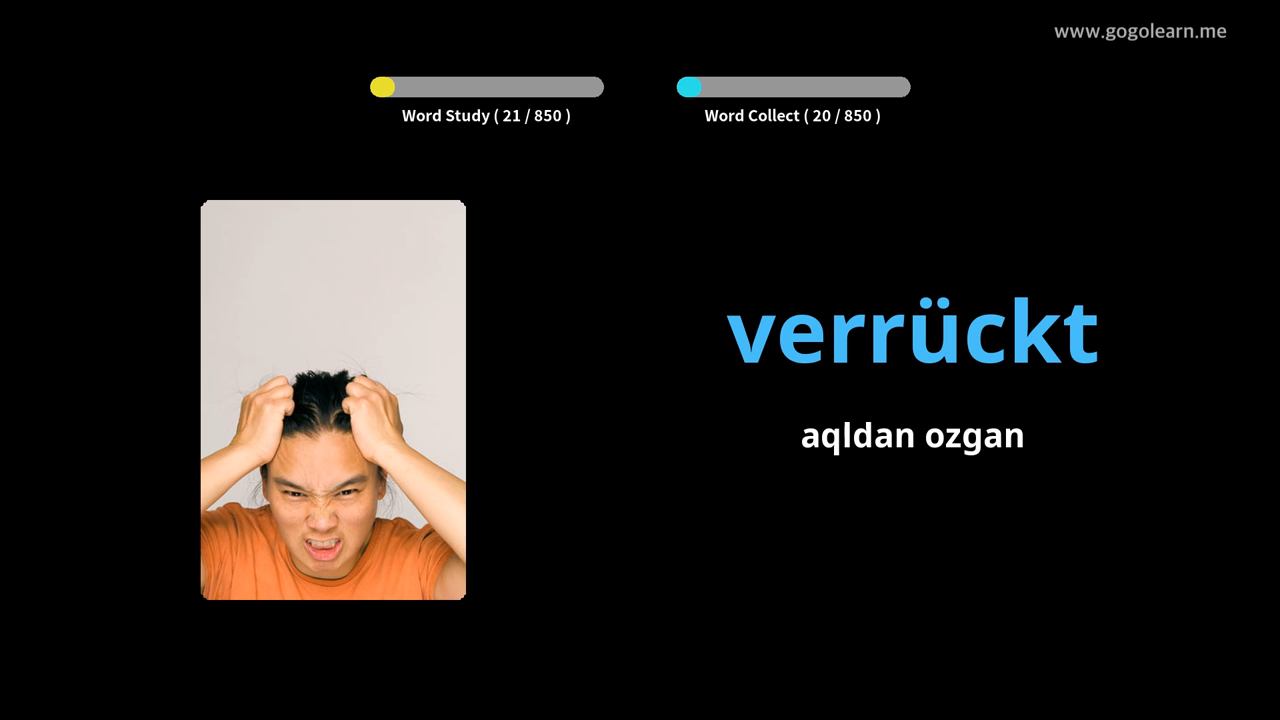 www.gogolearn.me
Word Study ( 21 / 850 )
Word Collect ( 20 / 850 )
verrückt
aqldan ozgan